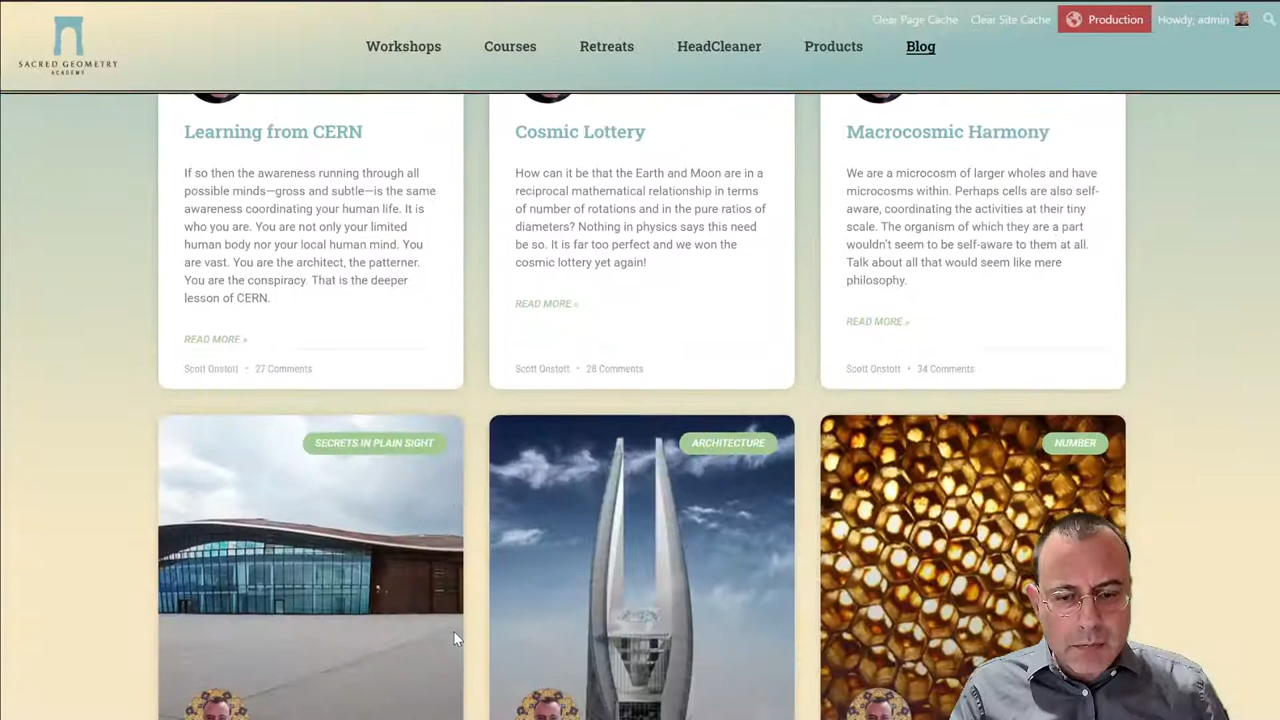 Clear Page Cache Clear Site Cache Production Howdy, admin
SACRED GEOMETRY
ACADEMY
Workshops Courses Retreats HeadCleaner Products Blog
Learning from CERN
If so then the awareness running through all
possible minds—gross and subtle—is the same
awareness coordinating your human life. It is
who you are. You are not only your limited
human body nor your local human mind. You
are vast. You are the architect, the patterner.
You are the conspiracy. That is the deeper
lesson of CERN.
READ MORE »
Scott Onstott • 27 Comments
Cosmic Lottery
How can it be that the Earth and Moon are in a
reciprocal mathematical relationship in terms
of number of rotations and in the pure ratios of
diameters? Nothing in physics says this need
be so. It is far too perfect and we won the
cosmic lottery yet again!
READ MORE »
Scott Onstott • 28 Comments
Macrocosmic Harmony
We are a microcosm of larger wholes and have
microcosms within. Perhaps cells are also self-
aware, coordinating the activities at their tiny
scale. The organism of which they are a part
wouldn't seem to be self-aware to them at all.
Talk about all that would seem like mere
philosophy.
READ MORE »
Scott Onstott • 34 Comments
SECRETS IN PLAIN SIGHT
ARCHITECTURE
NUMBER